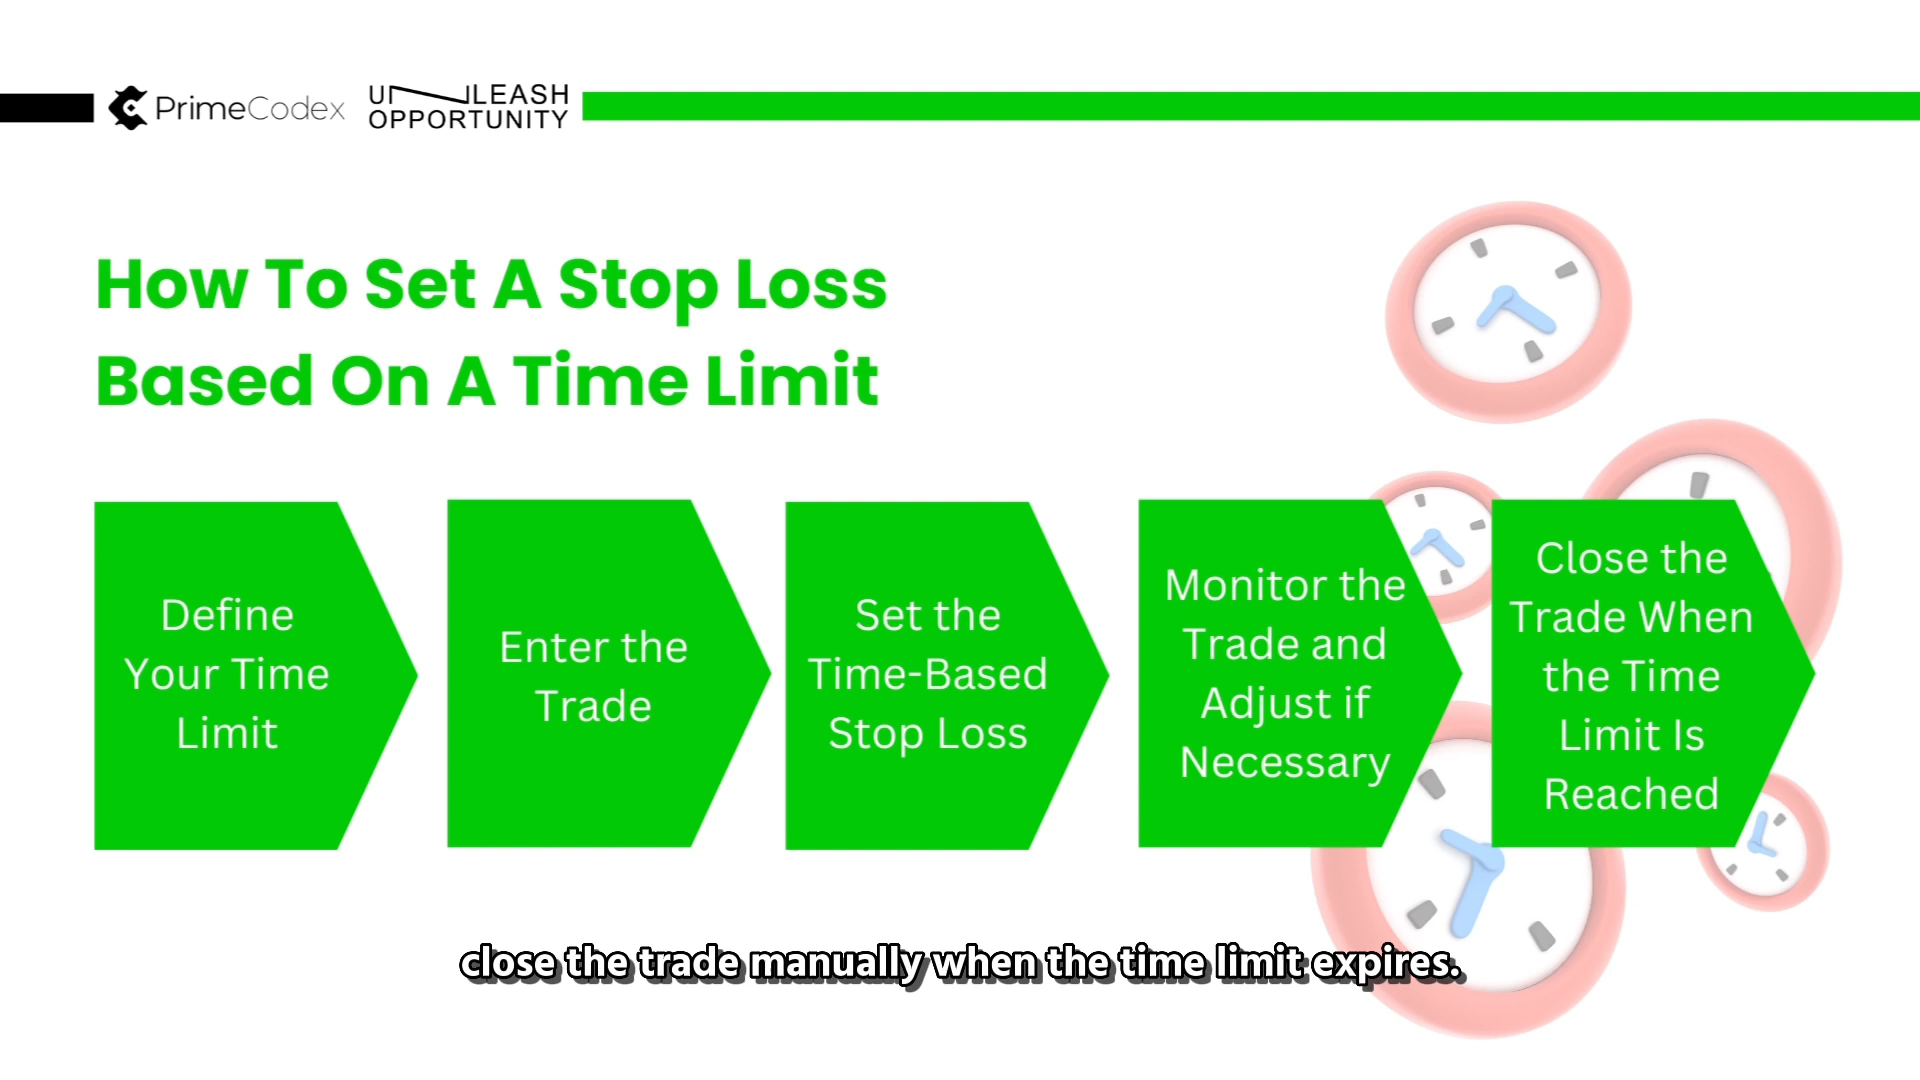 PrimeCodex
UNLEASH
OPPORTUNITY
How To Set A Stop Loss
Based On A Time Limit
Define
Your Time
Limit
Enter the
Trade
Set the
Time-Based
Stop Loss
Monitor the
Trade and
Adjust if
Necessary
Close the
Trade When
the Time
Limit Is
Reached
close the trade manually when the time limit expires.